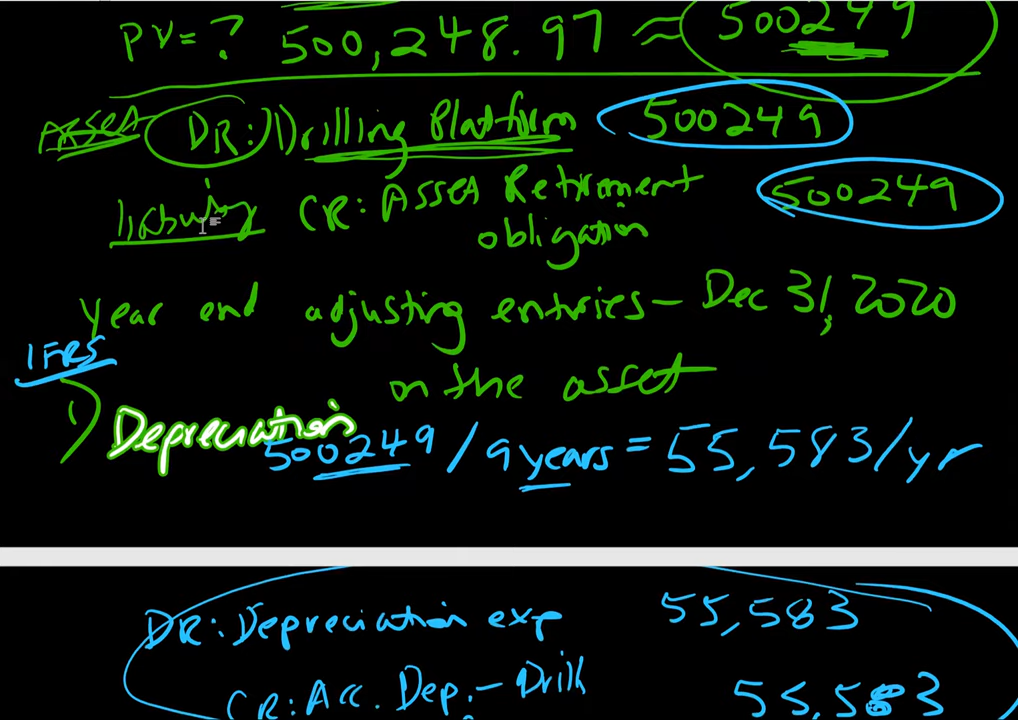 PV = ? 500,248.97 ≈ 500249
ASSET DR: Drilling Platform 500249
liability CR: Asset Retirement 500249
obligation
year end adjusting entries - Dec 31, 2020
IFRS
on the asset
1) Depreciation
500249 / 9 years = 55,583/yr
DR: Depreciation exp 55,583
CR: Acc. Dep. - Drill 55,583